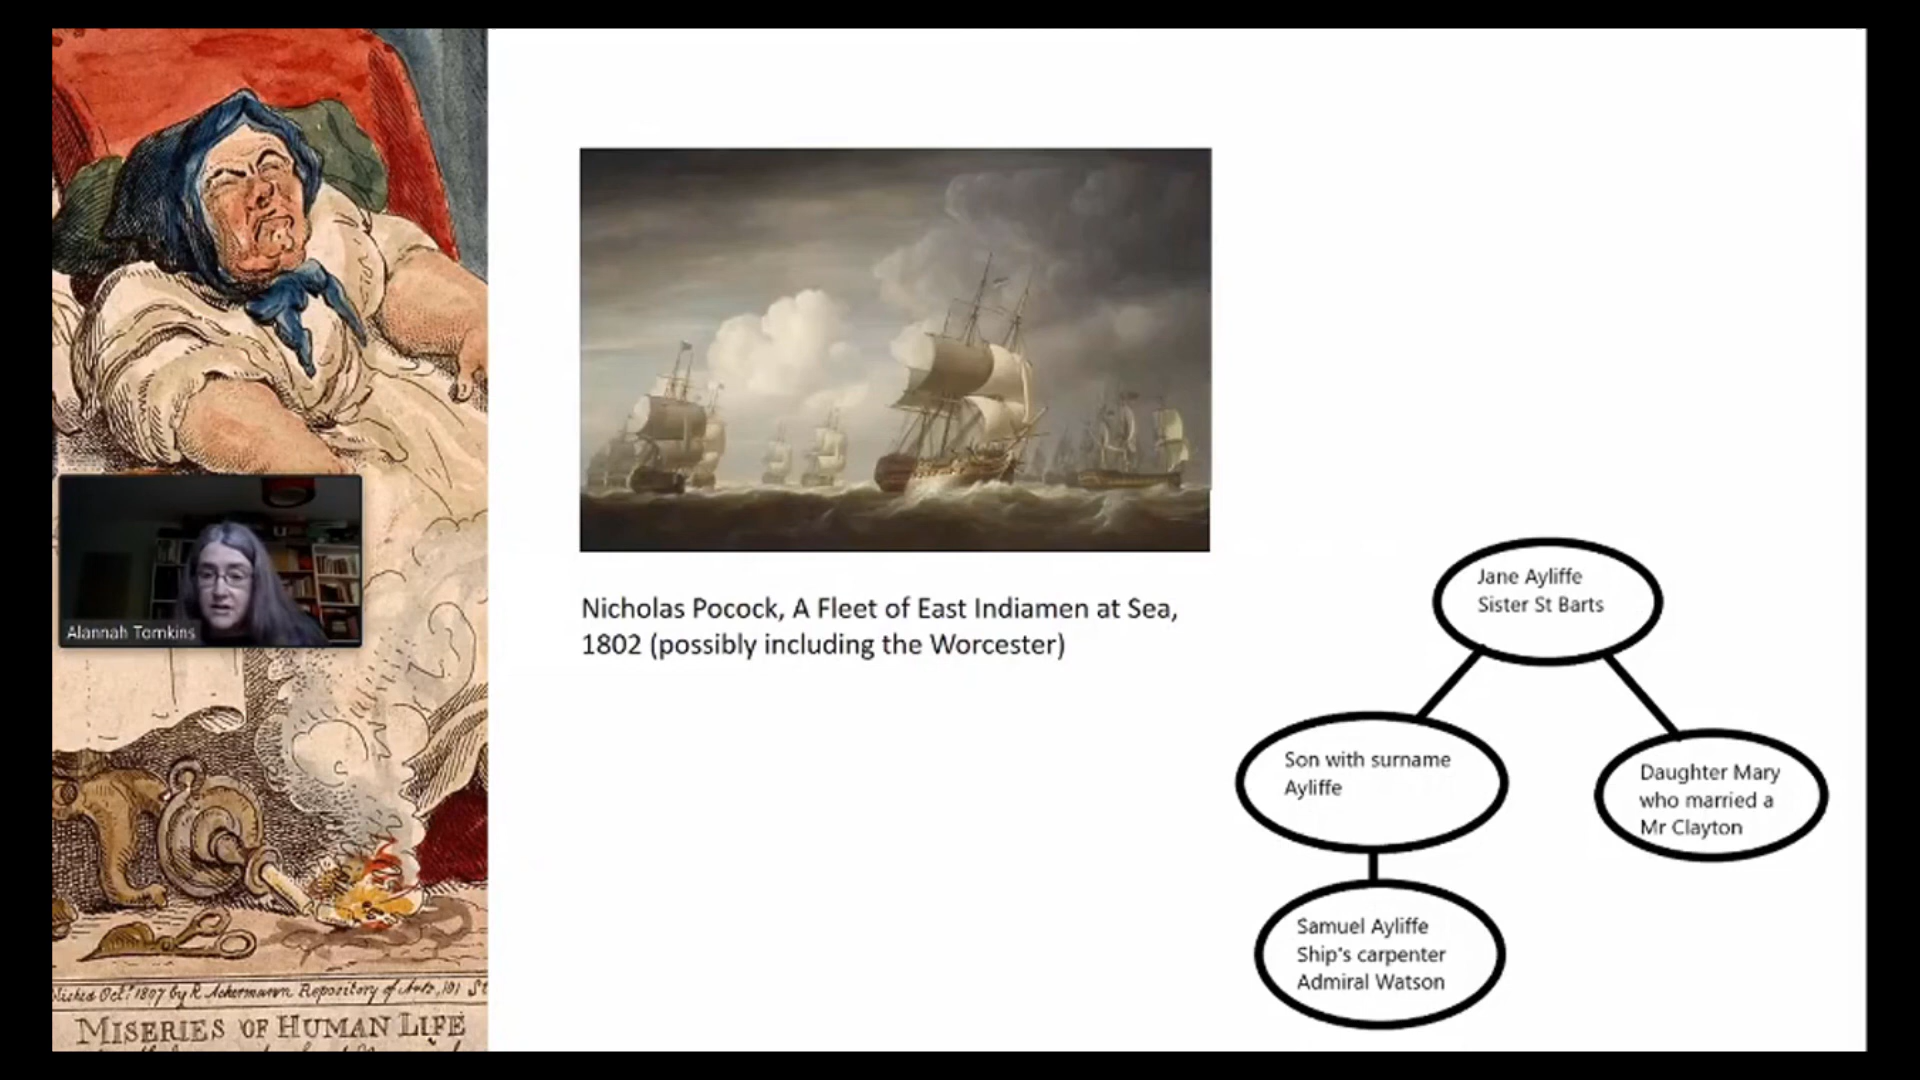 Alannah Tomkins
lished Oct.r 1807 by R Ackermann Repository of Arts, 101 St
MISERIES OF HUMAN LIFE
Nicholas Pocock, A Fleet of East Indiamen at Sea,
1802 (possibly including the Worcester)
Jane Ayliffe
Sister St Barts
Son with surname
Ayliffe
Daughter Mary
who married a
Mr Clayton
Samuel Ayliffe
Ship's carpenter
Admiral Watson